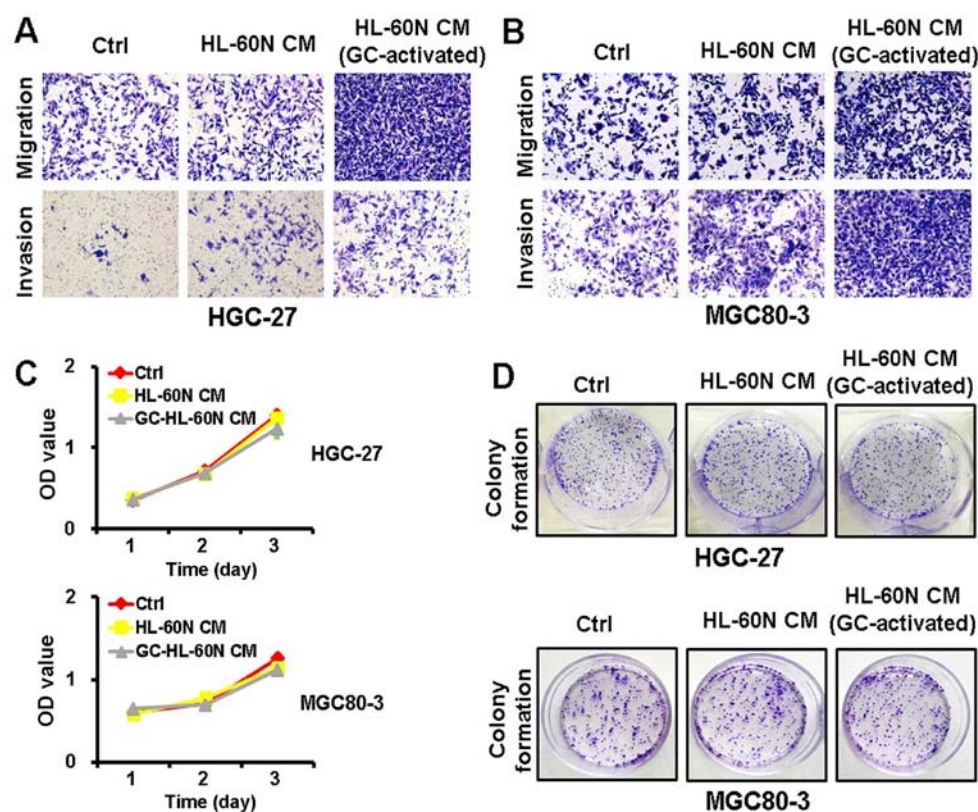 A
Ctrl
HL-60N CM
HL-60N CM
(GC-activated)
Migration
Invasion
HGC-27
B
Ctrl
HL-60N CM
HL-60N CM
(GC-activated)
Migration
Invasion
MGC80-3
C
2
1
0
OD value
Ctrl
HL-60N CM
GC-HL-60N CM
HGC-27
1 2 3
Time (day)
2
1
0
OD value
Ctrl
HL-60N CM
GC-HL-60N CM
MGC80-3
1 2 3
Time (day)
D
Ctrl
HL-60N CM
HL-60N CM
(GC-activated)
Colony
formation
HGC-27
Ctrl
HL-60N CM
HL-60N CM
(GC-activated)
Colony
formation
MGC80-3